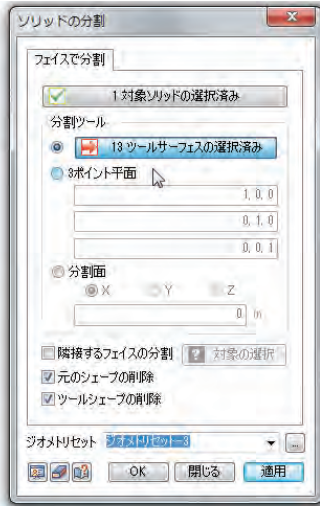 ソリッドの分割
フェイスで分割
1 対象ソリッドの選択済み
分割ツール
13 ツールサーフェスの選択済み
3ポイント平面
1, 0, 0
0, 1, 0
0, 0, 1
分割面
X Y Z
0 in
隣接するフェイスの分割 対象の選択
元のシェープの削除
ツールシェープの削除
ジオメトリセット ジオメトリセット-3 ...
OK 閉じる 適用